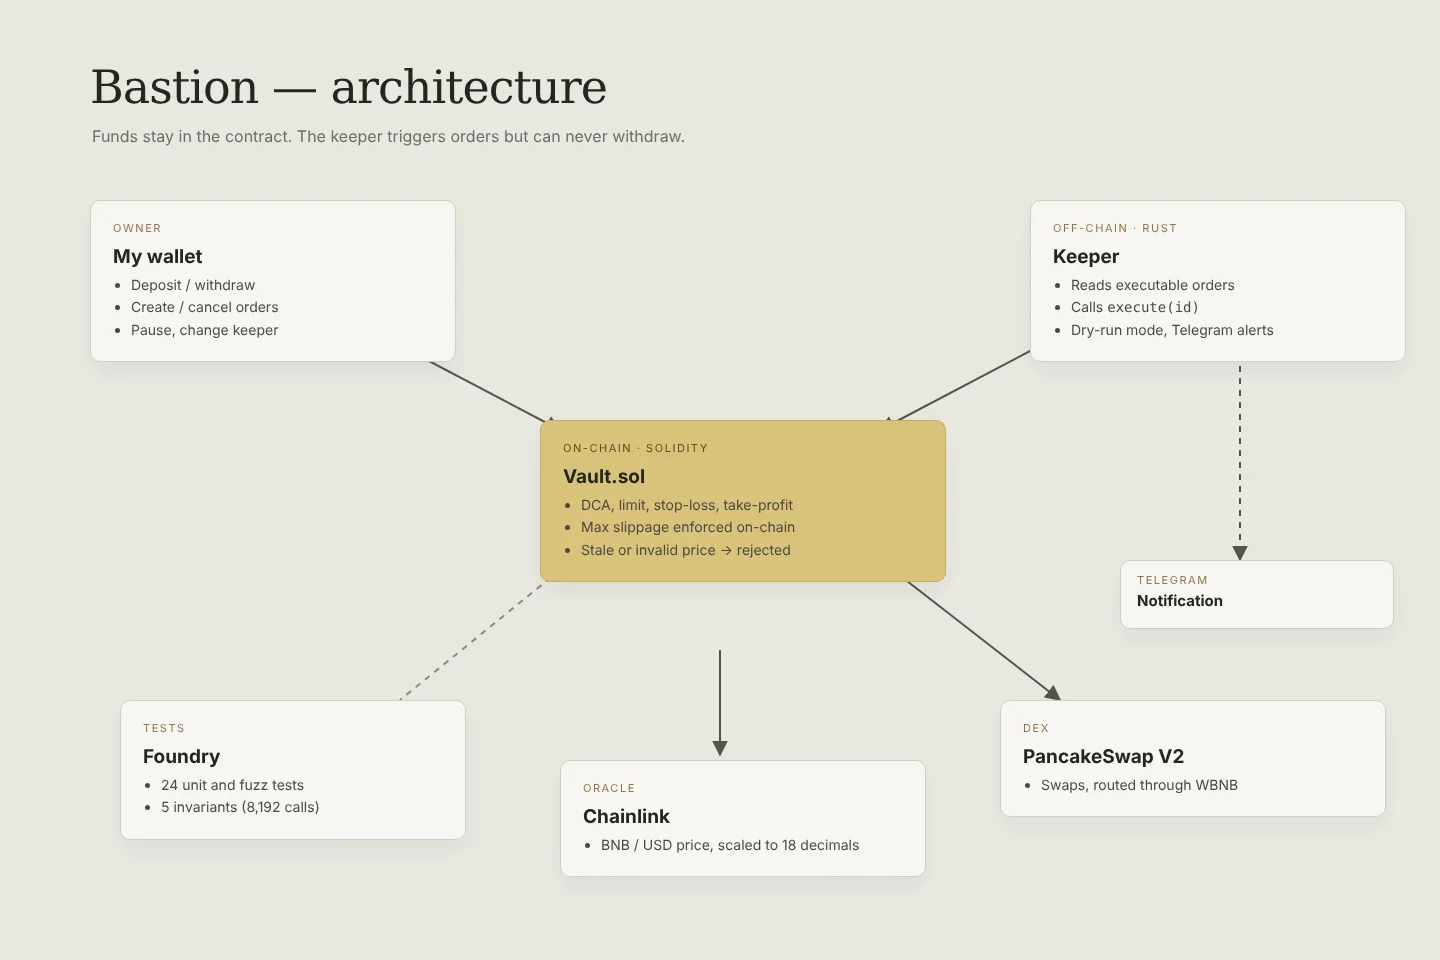 Bastion — architecture
Funds stay in the contract. The keeper triggers orders but can never withdraw.
OWNER
My wallet
• Deposit / withdraw
• Create / cancel orders
• Pause, change keeper
OFF-CHAIN · RUST
Keeper
• Reads executable orders
• Calls execute(id)
• Dry-run mode, Telegram alerts
ON-CHAIN · SOLIDITY
Vault.sol
• DCA, limit, stop-loss, take-profit
• Max slippage enforced on-chain
• Stale or invalid price → rejected
TELEGRAM
Notification
TESTS
Foundry
• 24 unit and fuzz tests
• 5 invariants (8,192 calls)
ORACLE
Chainlink
• BNB / USD price, scaled to 18 decimals
DEX
PancakeSwap V2
• Swaps, routed through WBNB